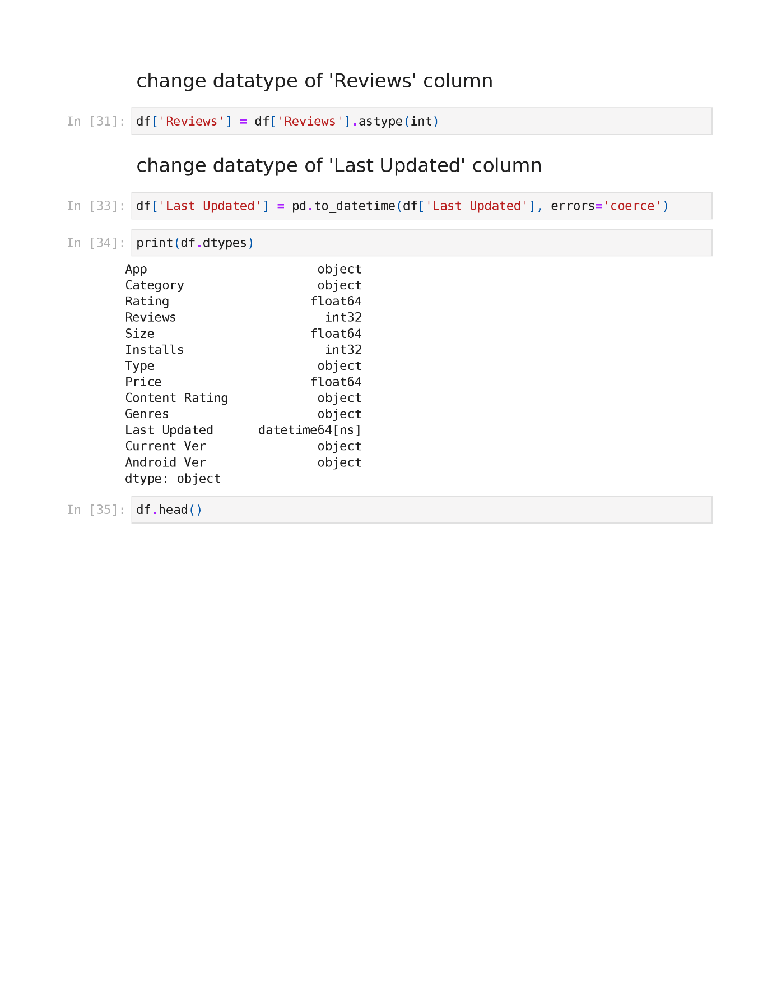 change datatype of 'Reviews' column
In [31]: df['Reviews'] = df['Reviews'].astype(int)
change datatype of 'Last Updated' column
In [33]: df['Last Updated'] = pd.to_datetime(df['Last Updated'], errors='coerce')
In [34]: print(df.dtypes)
App                       object
Category                  object
Rating                   float64
Reviews                    int32
Size                     float64
Installs                   int32
Type                      object
Price                    float64
Content Rating            object
Genres                    object
Last Updated      datetime64[ns]
Current Ver               object
Android Ver               object
dtype: object
In [35]: df.head()